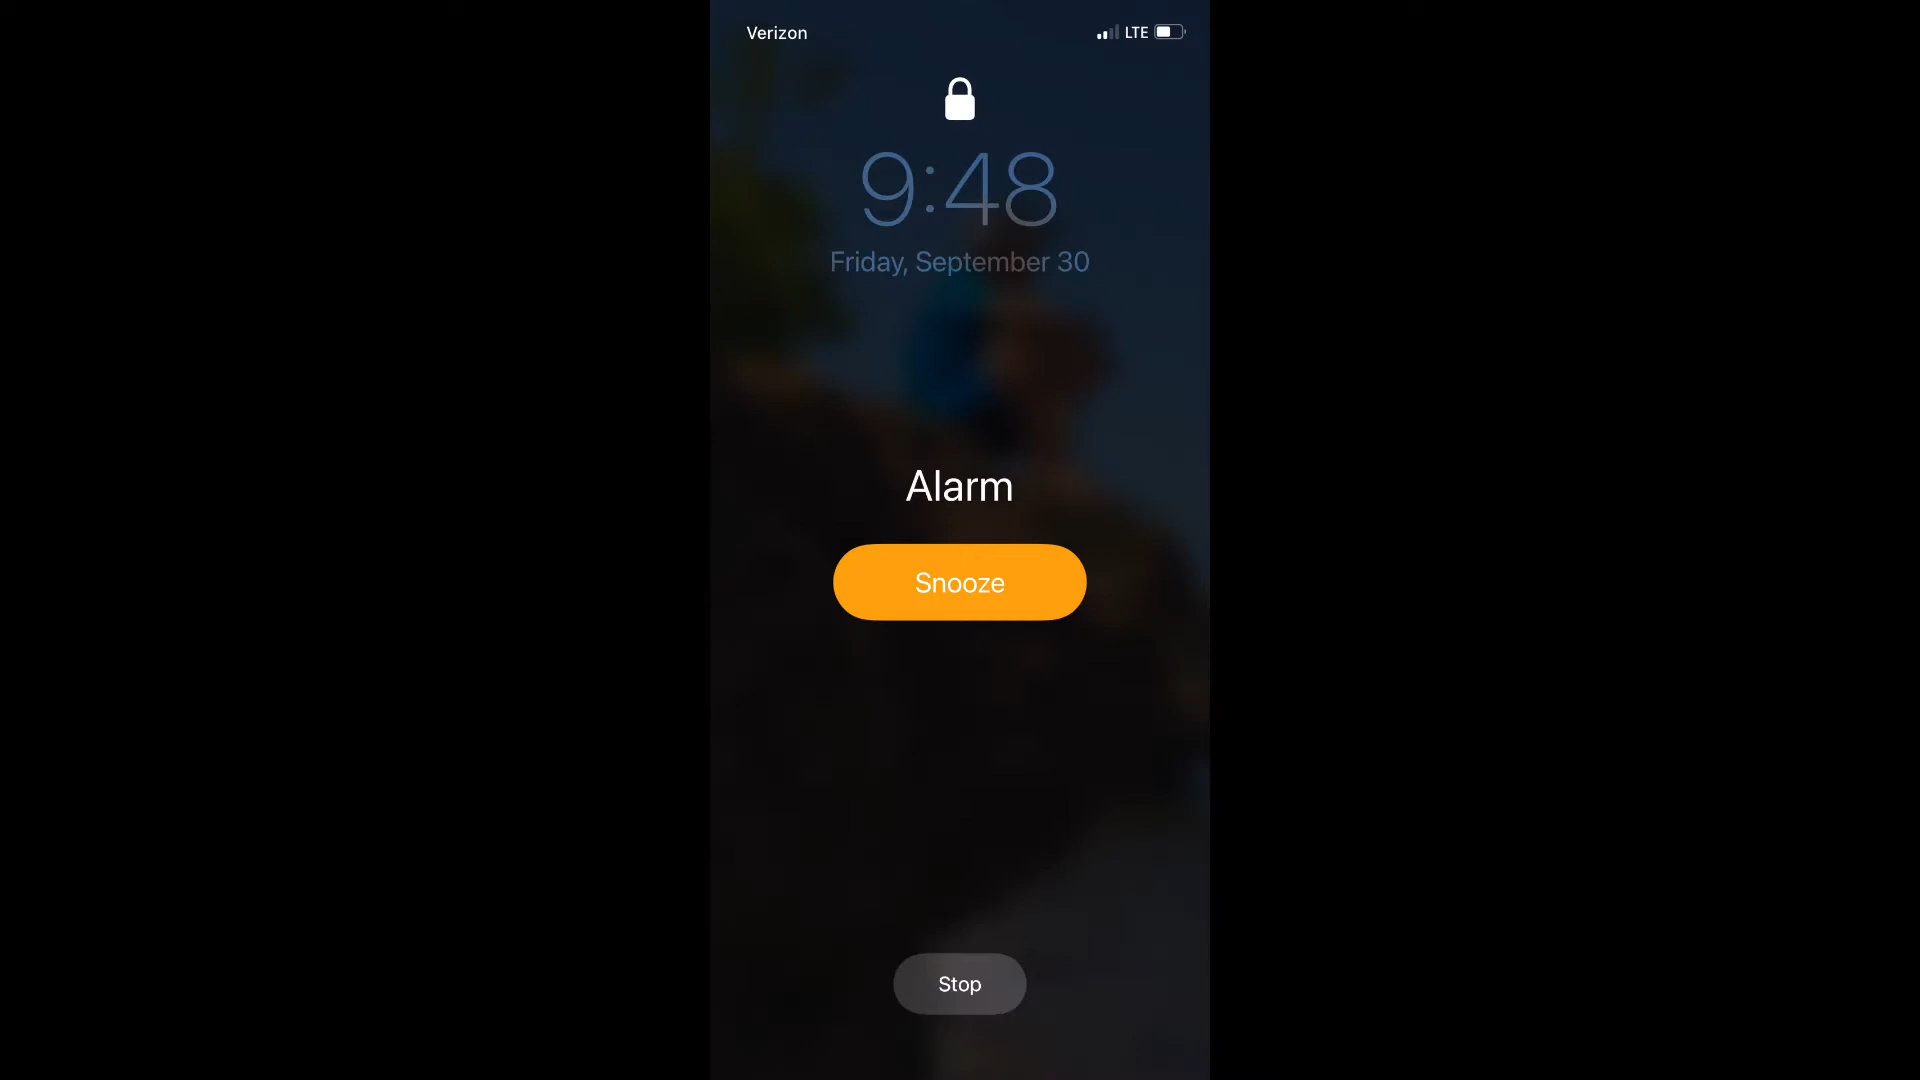 Verizon LTE
9:48
Friday, September 30
Alarm
Snooze
Stop